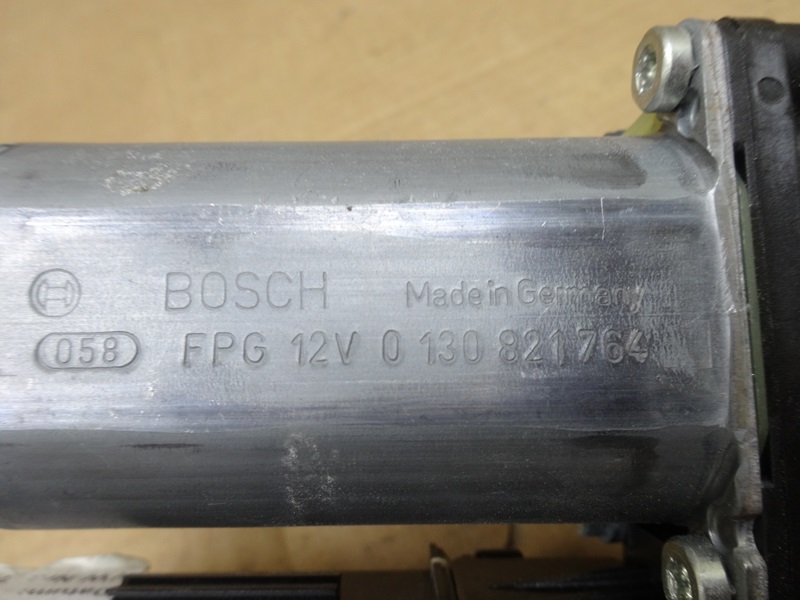 BOSCH Made in Germany
058 FPG 12V 0 130 821 764